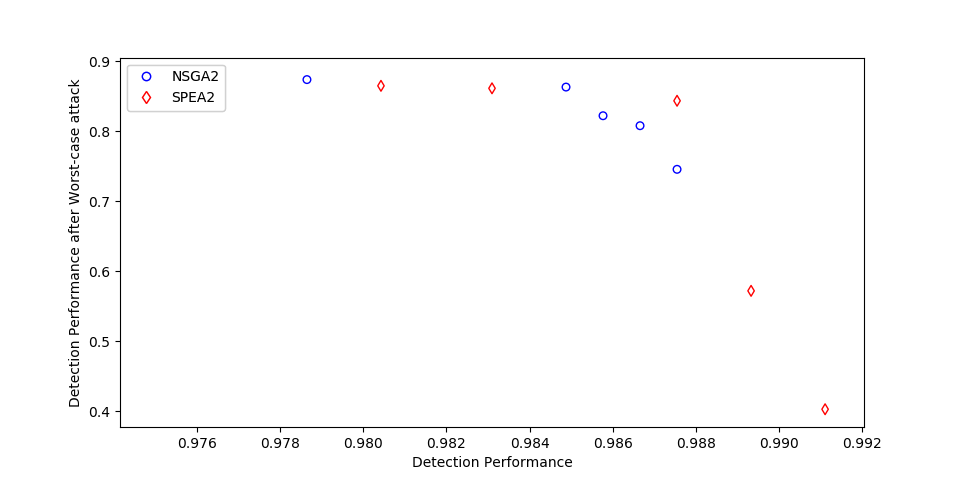 0.9
0.8
0.7
0.6
0.5
0.4
Detection Performance after Worst-case attack
NSGA2
SPEA2
0.976 0.978 0.980 0.982 0.984 0.986 0.988 0.990 0.992
Detection Performance